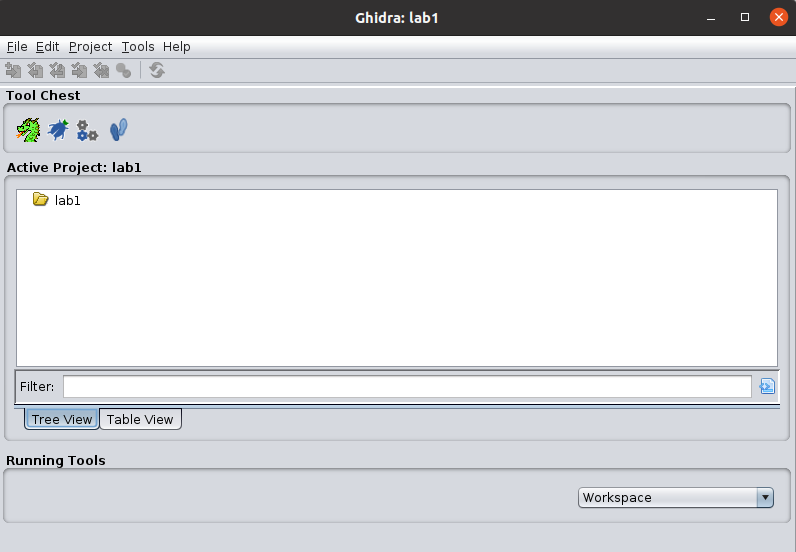 Ghidra: lab1
File Edit Project Tools Help
Tool Chest
Active Project: lab1
lab1
Filter:
Tree View Table View
Running Tools
Workspace